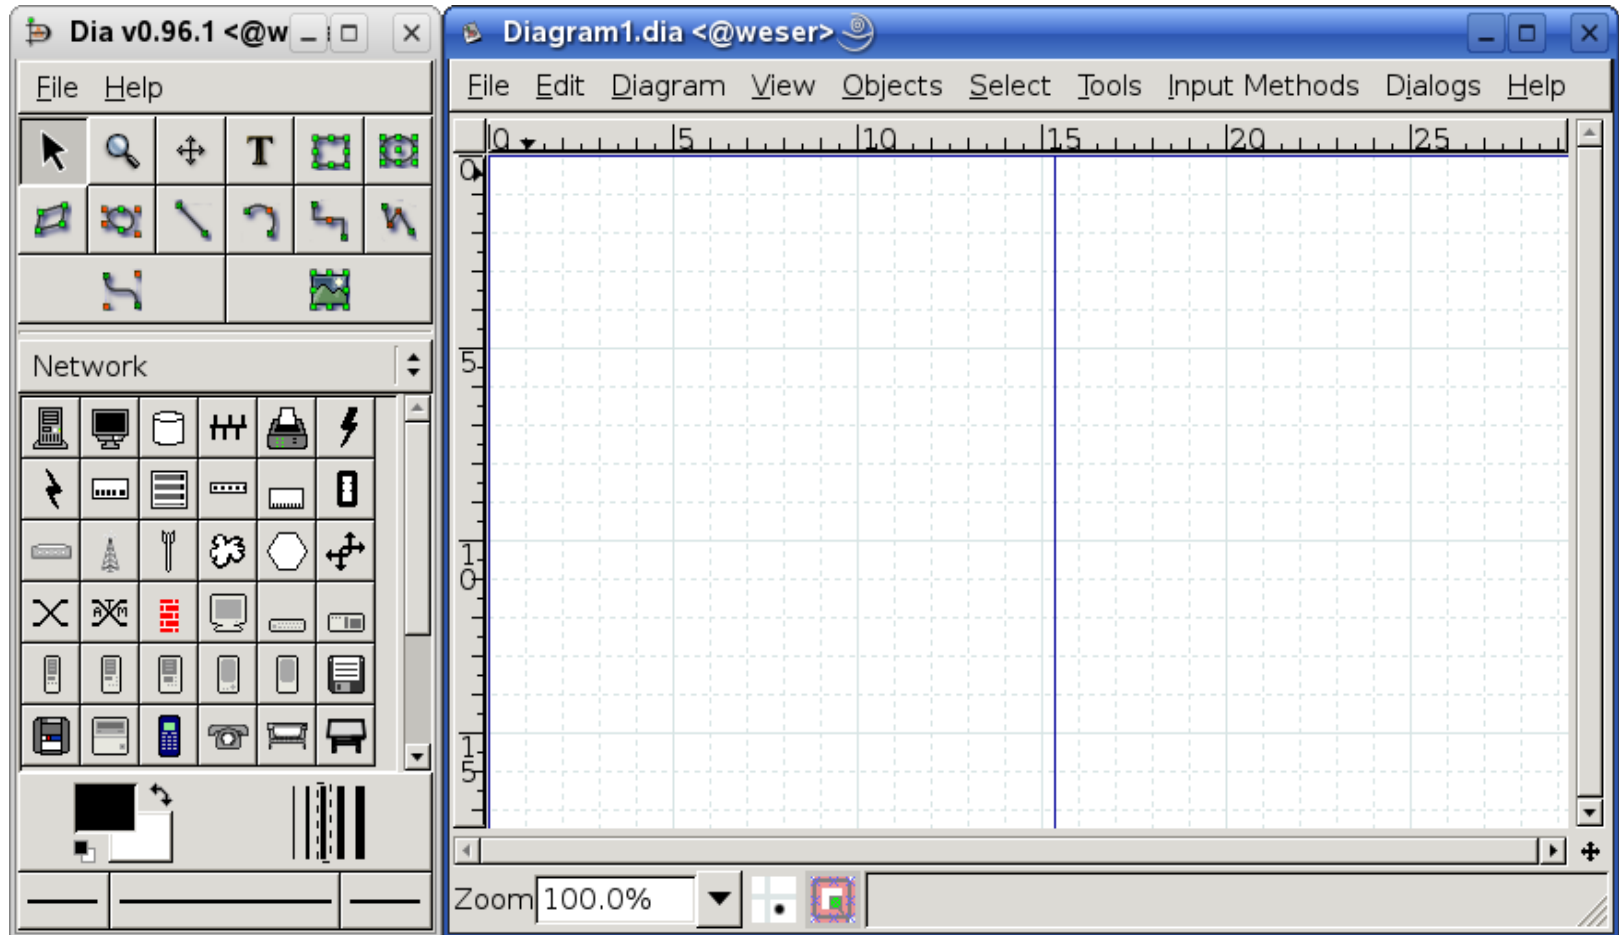 Dia v0.96.1 <@w
File Help
T
Network
ATM
Diagram1.dia <@weser>
File Edit Diagram View Objects Select Tools Input Methods Dialogs Help
0 5 10 15 20 25
0
5
10
15
Zoom 100.0%